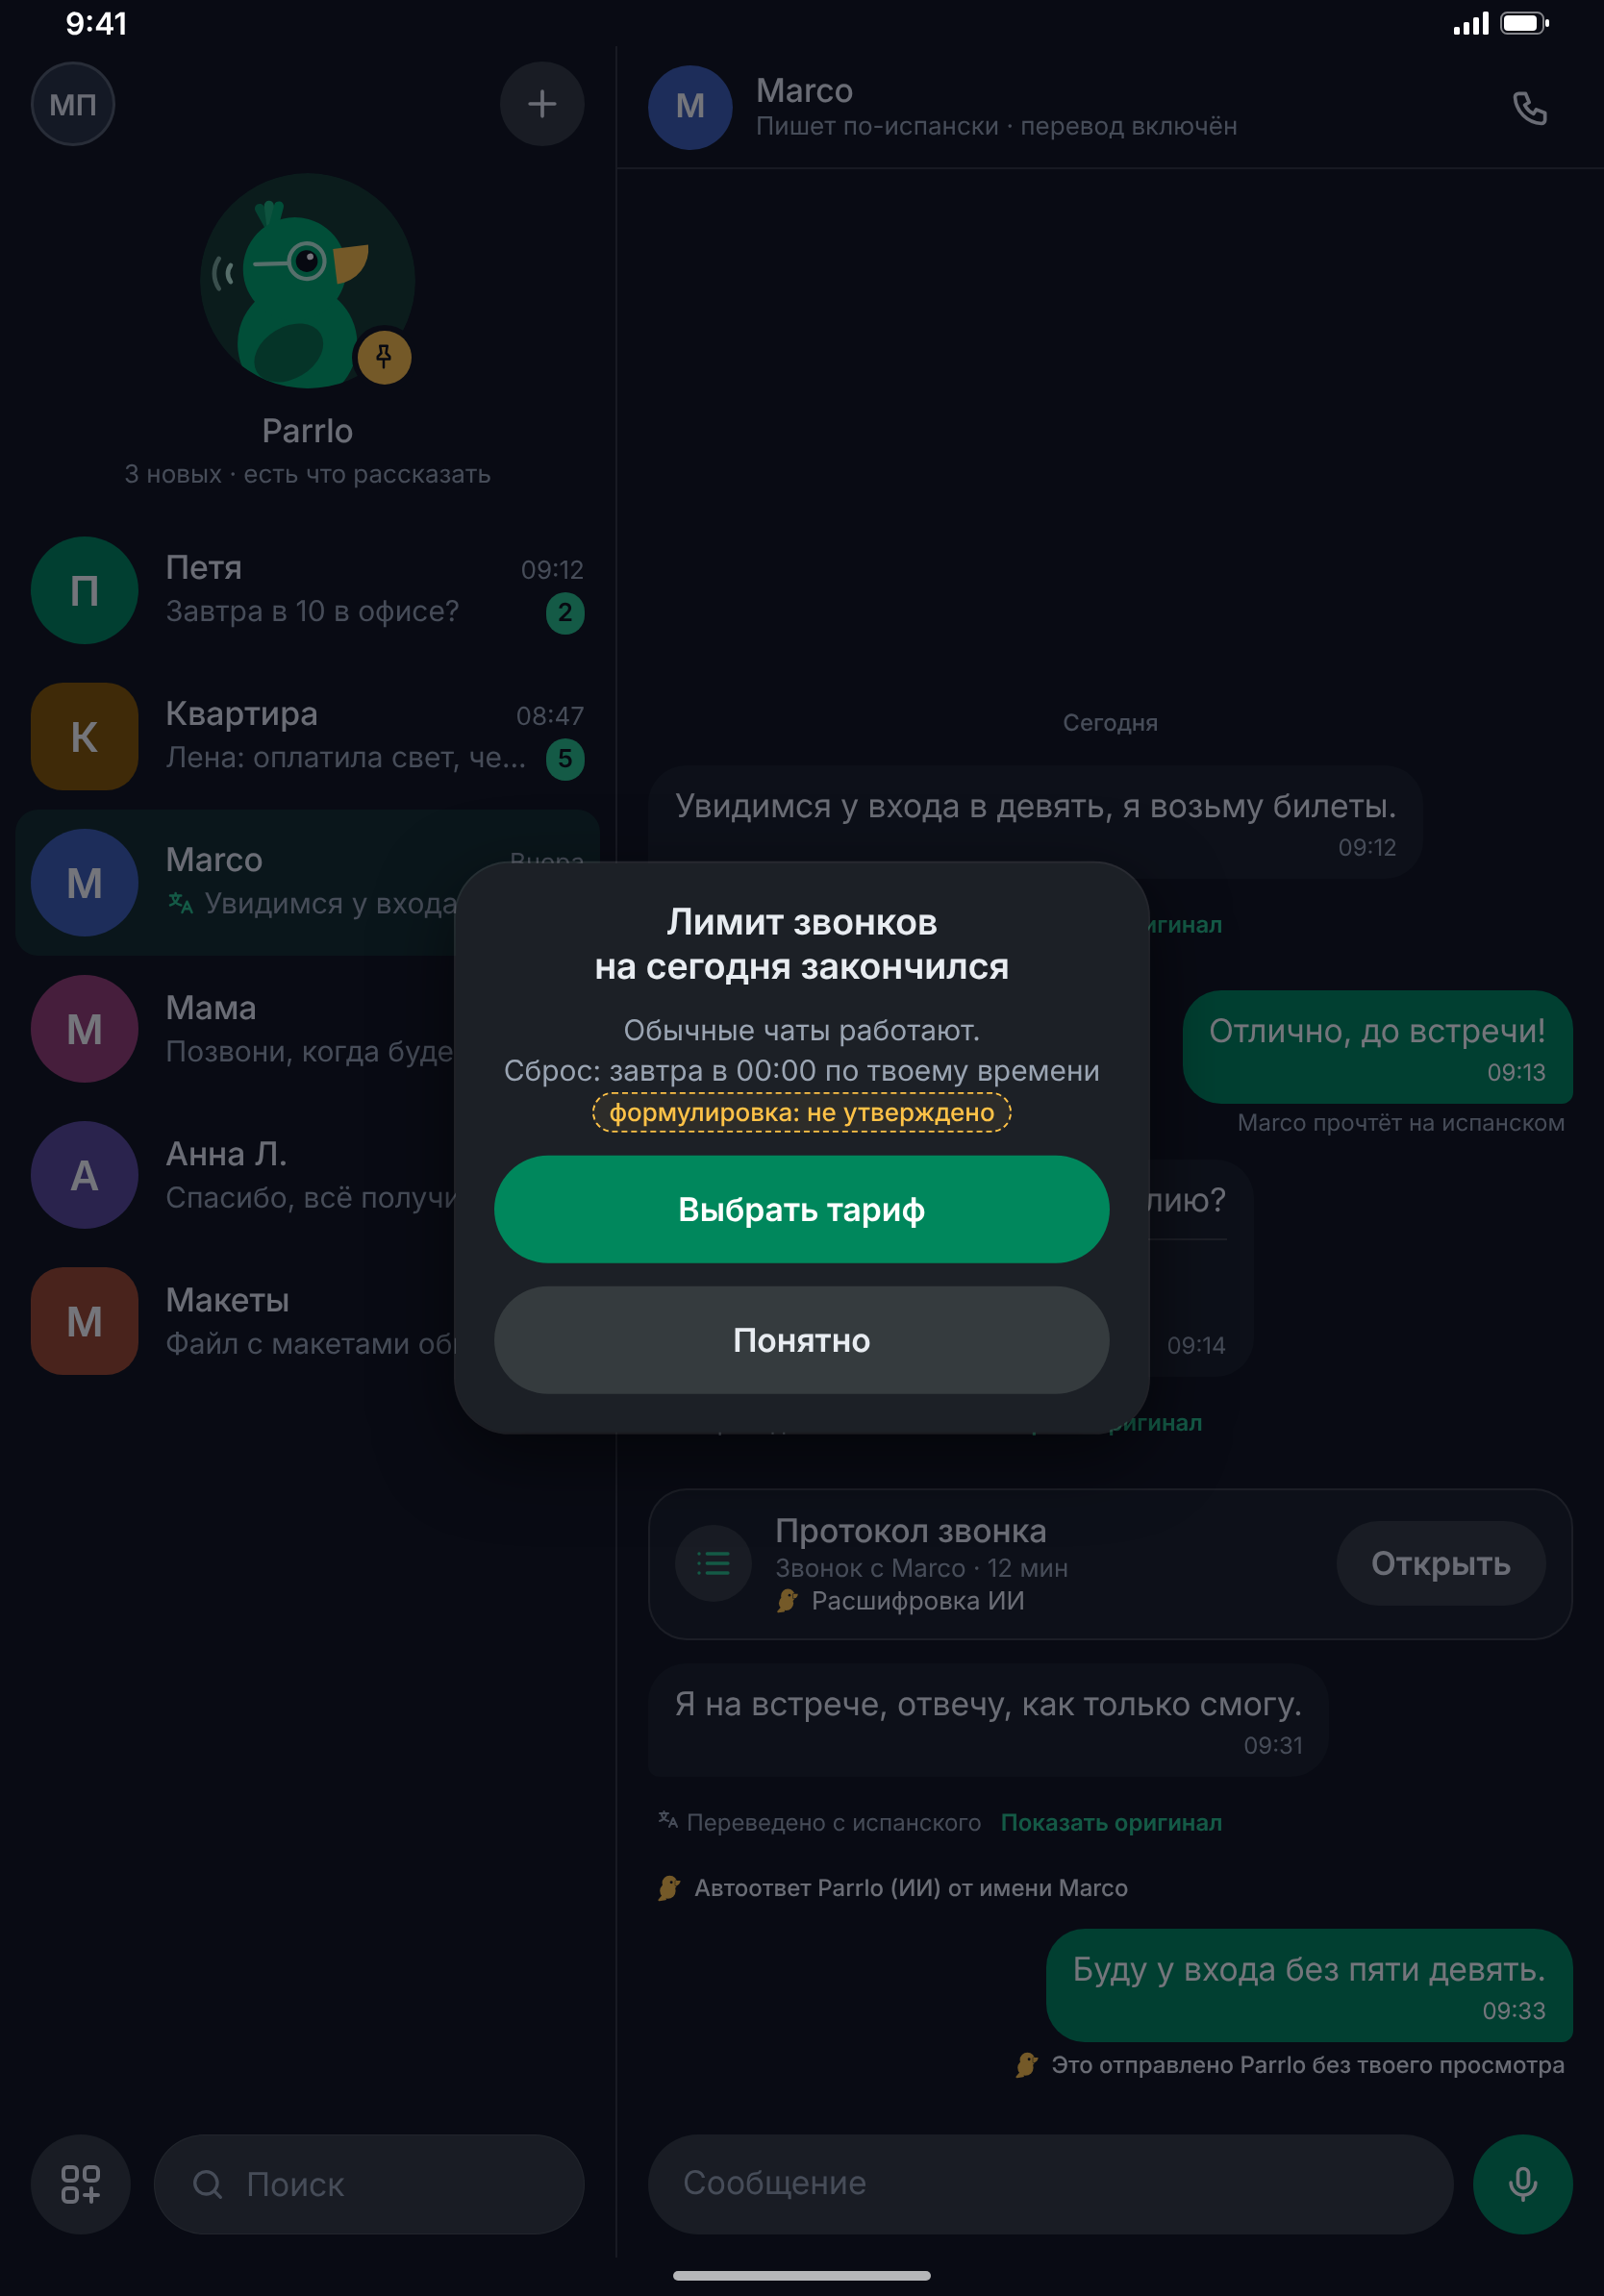 9:41
МП
Parrlo
3 новых · есть что рассказать
П
Петя
09:12
Завтра в 10 в офисе?
2
К
Квартира
08:47
Лена: оплатила свет, че...
5
M
Marco
Вчера
Увидимся у входа
М
Мама
Позвони, когда буде
А
Анна Л.
Спасибо, всё получи
М
Макеты
Файл с макетами
Поиск
M
Marco
Пишет по-испански · перевод включён
Сегодня
Увидимся у входа в девять, я возьму билеты.
09:12
игинал
Отлично, до встречи!
09:13
Marco прочтёт на испанском
лию?
09:14
ригинал
Лимит звонков
на сегодня закончился
Обычные чаты работают.
Сброс: завтра в 00:00 по твоему времени
формулировка: не утверждено
Выбрать тариф
Понятно
Протокол звонка
Звонок с Marco · 12 мин
Расшифровка ИИ
Открыть
Я на встрече, отвечу, как только смогу.
09:31
Переведено с испанского Показать оригинал
Автоответ Parrlo (ИИ) от имени Marco
Буду у входа без пяти девять.
09:33
Это отправлено Parrlo без твоего просмотра
Сообщение